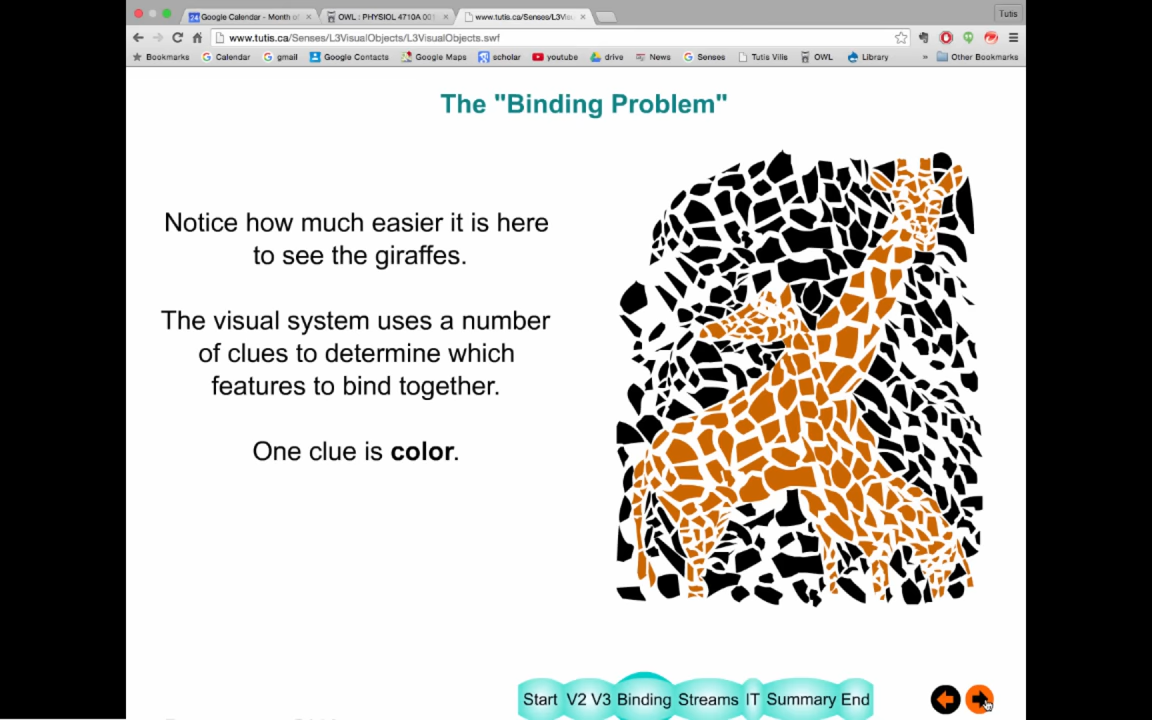 Google Calendar - Month o
OWL : PHYSIOL 4710A 001
www.tutis.ca/Senses/L3Vis
Tutis
www.tutis.ca/Senses/L3VisualObjects/L3VisualObjects.swf
Bookmarks Calendar gmail Google Contacts Google Maps scholar youtube drive News Senses Tutis Vilis OWL Library » Other Bookmarks
The "Binding Problem"
Notice how much easier it is here
to see the giraffes.
The visual system uses a number
of clues to determine which
features to bind together.
One clue is color.
Start V2 V3 Binding Streams IT Summary End